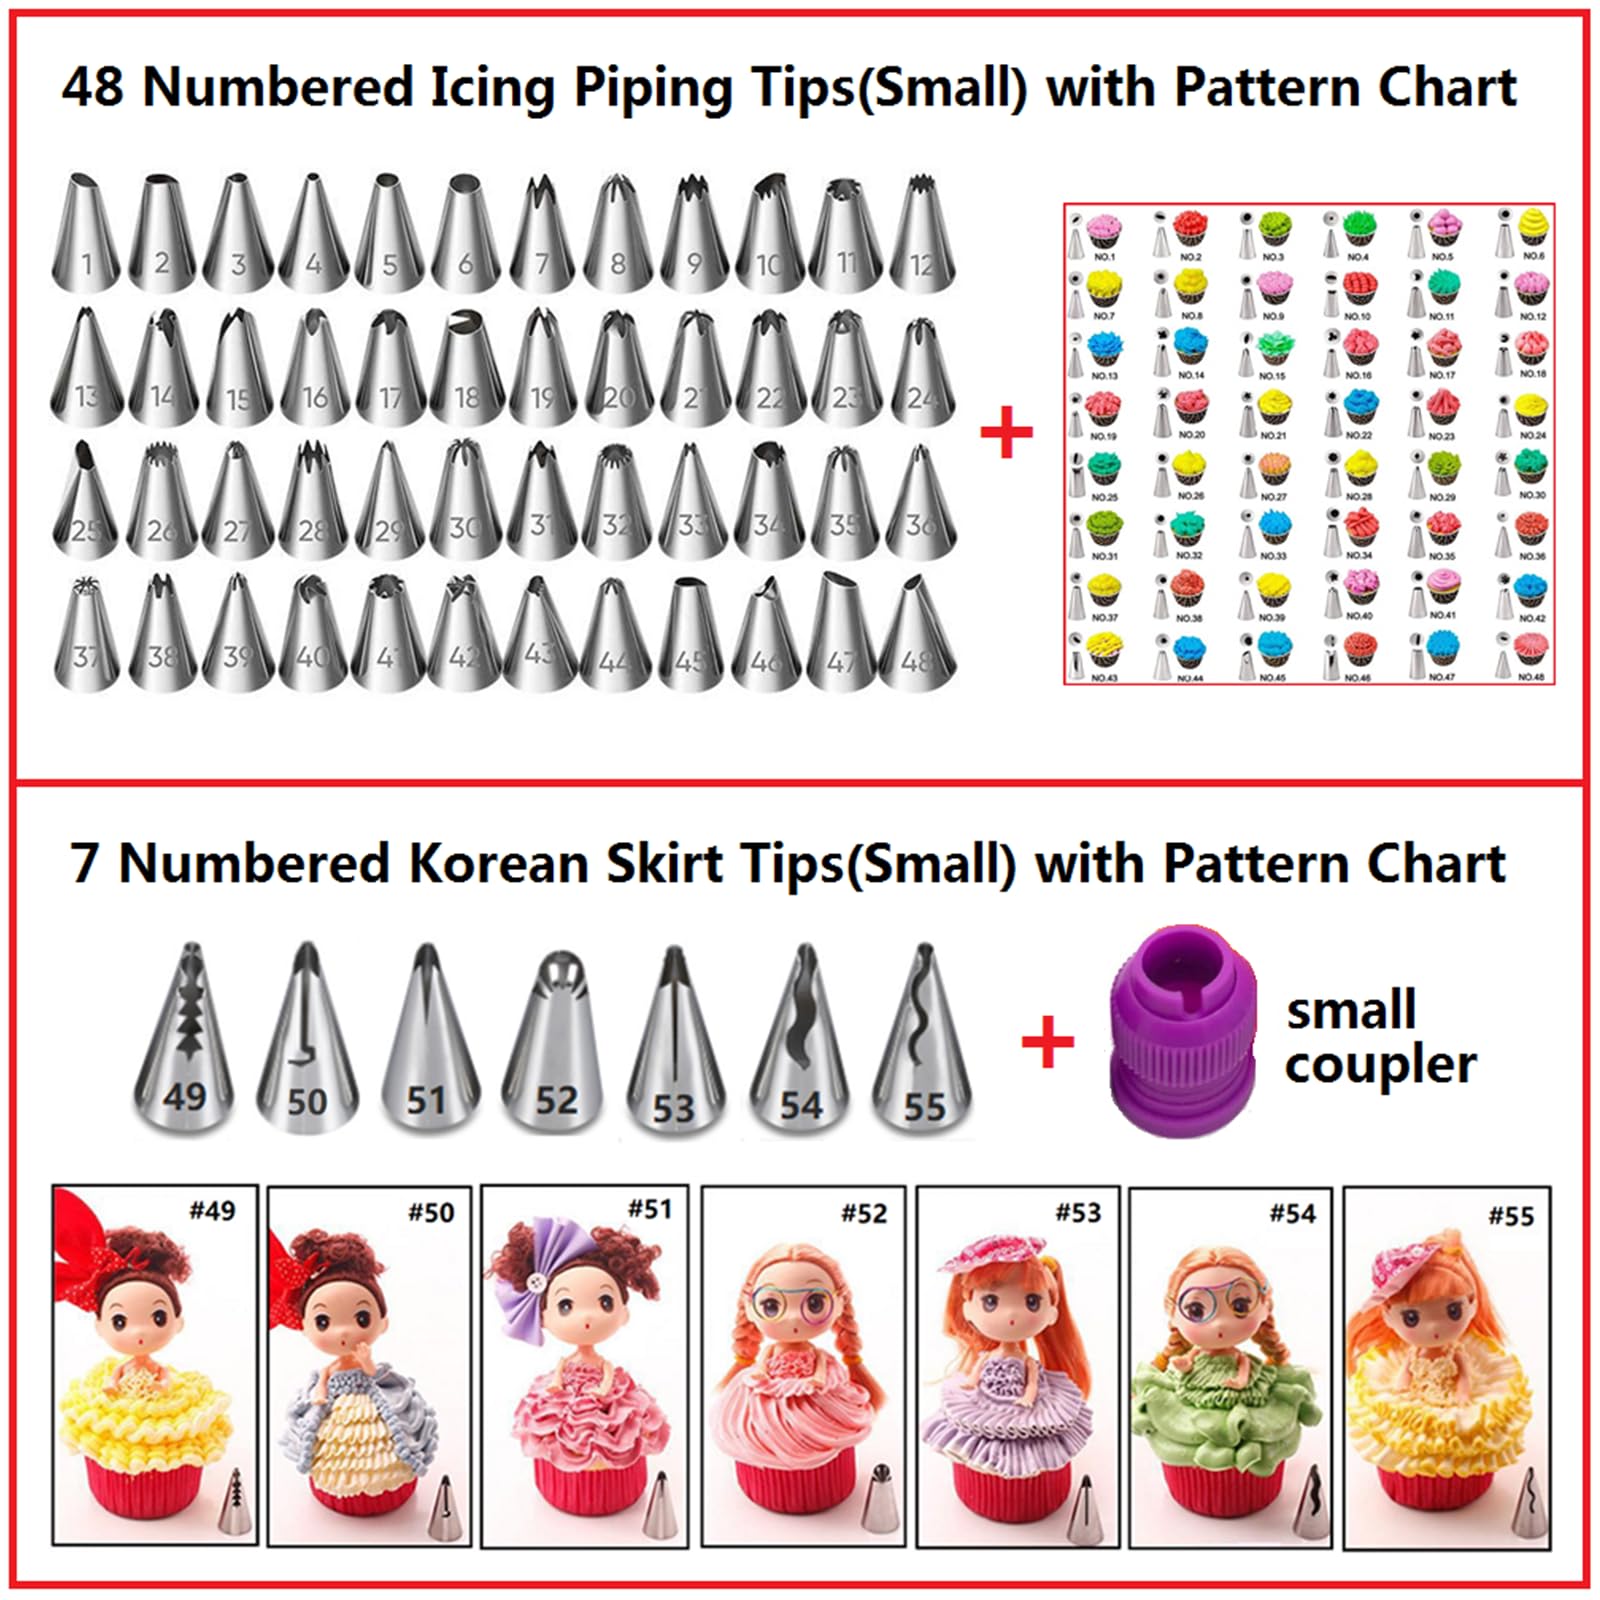 48 Numbered Icing Piping Tips(Small) with Pattern Chart
1 2 3 4 5 6 7 8 9 10 11 12
13 14 15 16 17 18 19 20 21 22 23 24
25 26 27 28 29 30 31 32 33 34 35 36
37 38 39 40 41 42 43 44 45 46 47 48
+
NO.1 NO.2 NO.3 NO.4 NO.5 NO.6
NO.7 NO.8 NO.9 NO.10 NO.11 NO.12
NO.13 NO.14 NO.15 NO.16 NO.17 NO.18
NO.19 NO.20 NO.21 NO.22 NO.23 NO.24
NO.25 NO.26 NO.27 NO.28 NO.29 NO.30
NO.31 NO.32 NO.33 NO.34 NO.35 NO.36
NO.37 NO.38 NO.39 NO.40 NO.41 NO.42
NO.43 NO.44 NO.45 NO.46 NO.47 NO.48
7 Numbered Korean Skirt Tips(Small) with Pattern Chart
49 50 51 52 53 54 55
+
small
coupler
#49 #50 #51 #52 #53 #54 #55